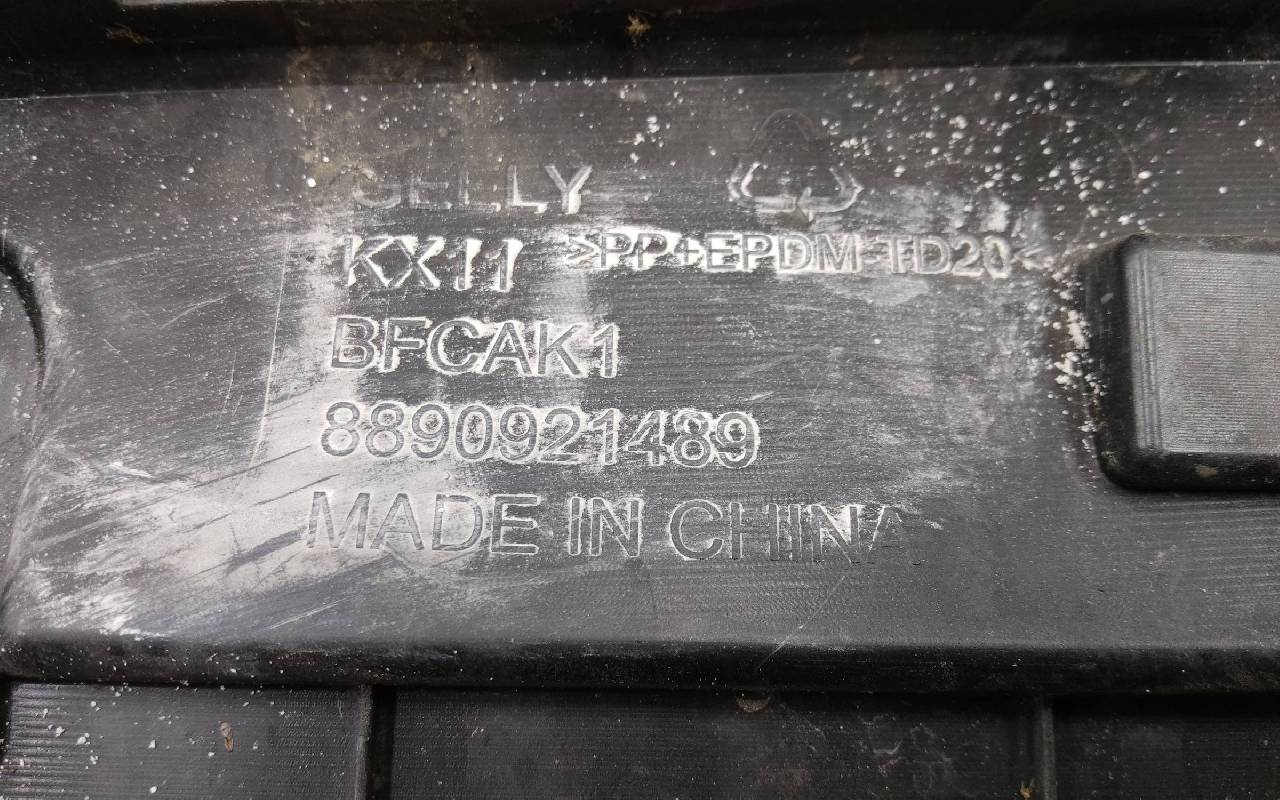 GELLY
KX11 >PP+EPDM-TD20<
BFCAK1
8890921489
MADE IN CHINA